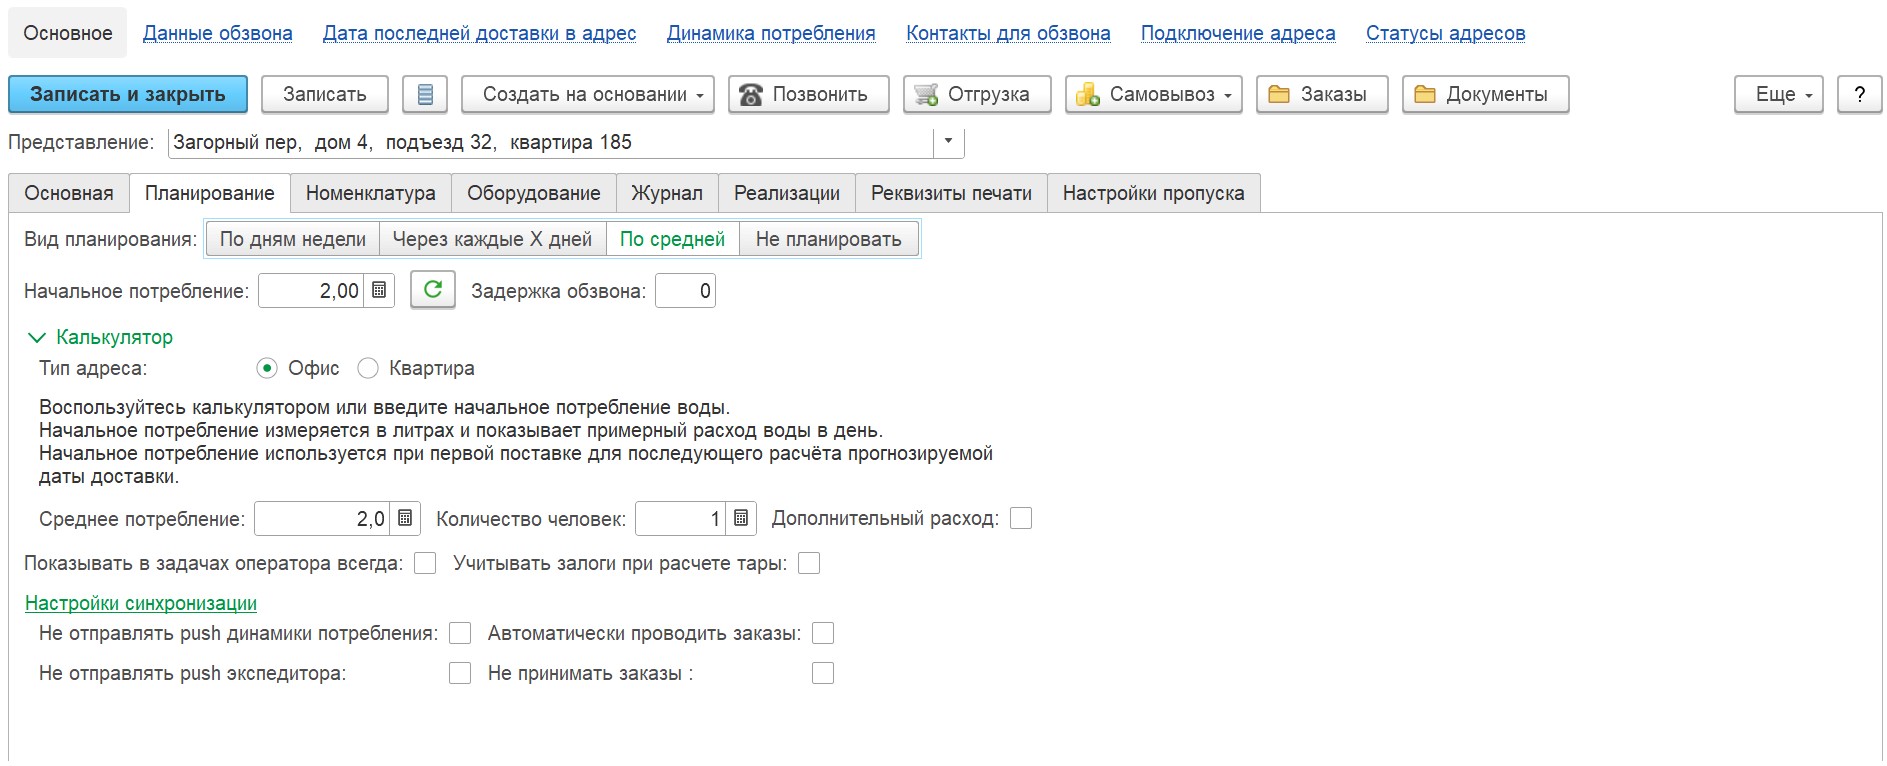 Основное Данные обзвона Дата последней доставки в адрес Динамика потребления Контакты для обзвона Подключение адреса Статусы адресов
Записать и закрыть Записать Создать на основании Позвонить Отгрузка Самовывоз Заказы Документы Еще ?
Представление: Загорный пер, дом 4, подъезд 32, квартира 185
Основная Планирование Номенклатура Оборудование Журнал Реализации Реквизиты печати Настройки пропуска
Вид планирования: По дням недели Через каждые X дней По средней Не планировать
Начальное потребление: 2,00 Задержка обзвона: 0
Калькулятор
Тип адреса: Офис Квартира
Воспользуйтесь калькулятором или введите начальное потребление воды.
Начальное потребление измеряется в литрах и показывает примерный расход воды в день.
Начальное потребление используется при первой поставке для последующего расчёта прогнозируемой
даты доставки.
Среднее потребление: 2,0 Количество человек: 1 Дополнительный расход:
Показывать в задачах оператора всегда: Учитывать залоги при расчете тары:
Настройки синхронизации
Не отправлять push динамики потребления: Автоматически проводить заказы:
Не отправлять push экспедитора: Не принимать заказы :